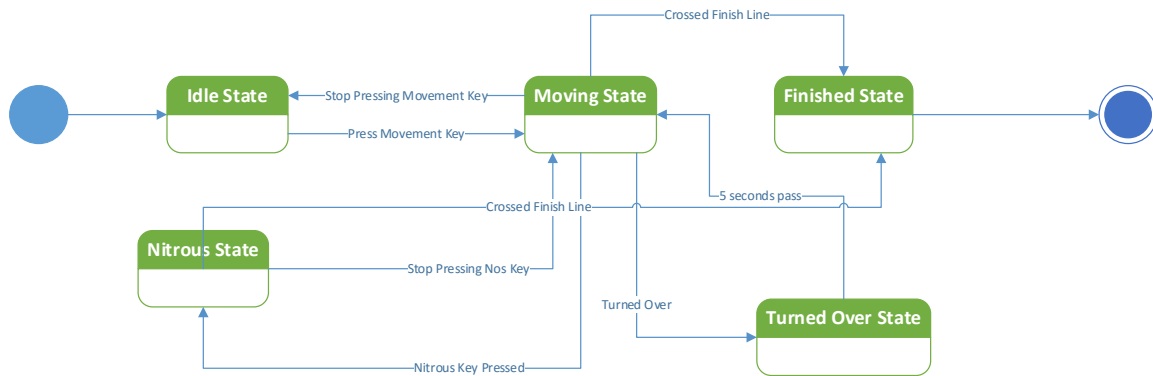 Crossed Finish Line
Idle State
Stop Pressing Movement Key
Moving State
Finished State
Press Movement Key
5 seconds pass
Crossed Finish Line
Nitrous State
Stop Pressing Nos Key
Turned Over
Turned Over State
Nitrous Key Pressed